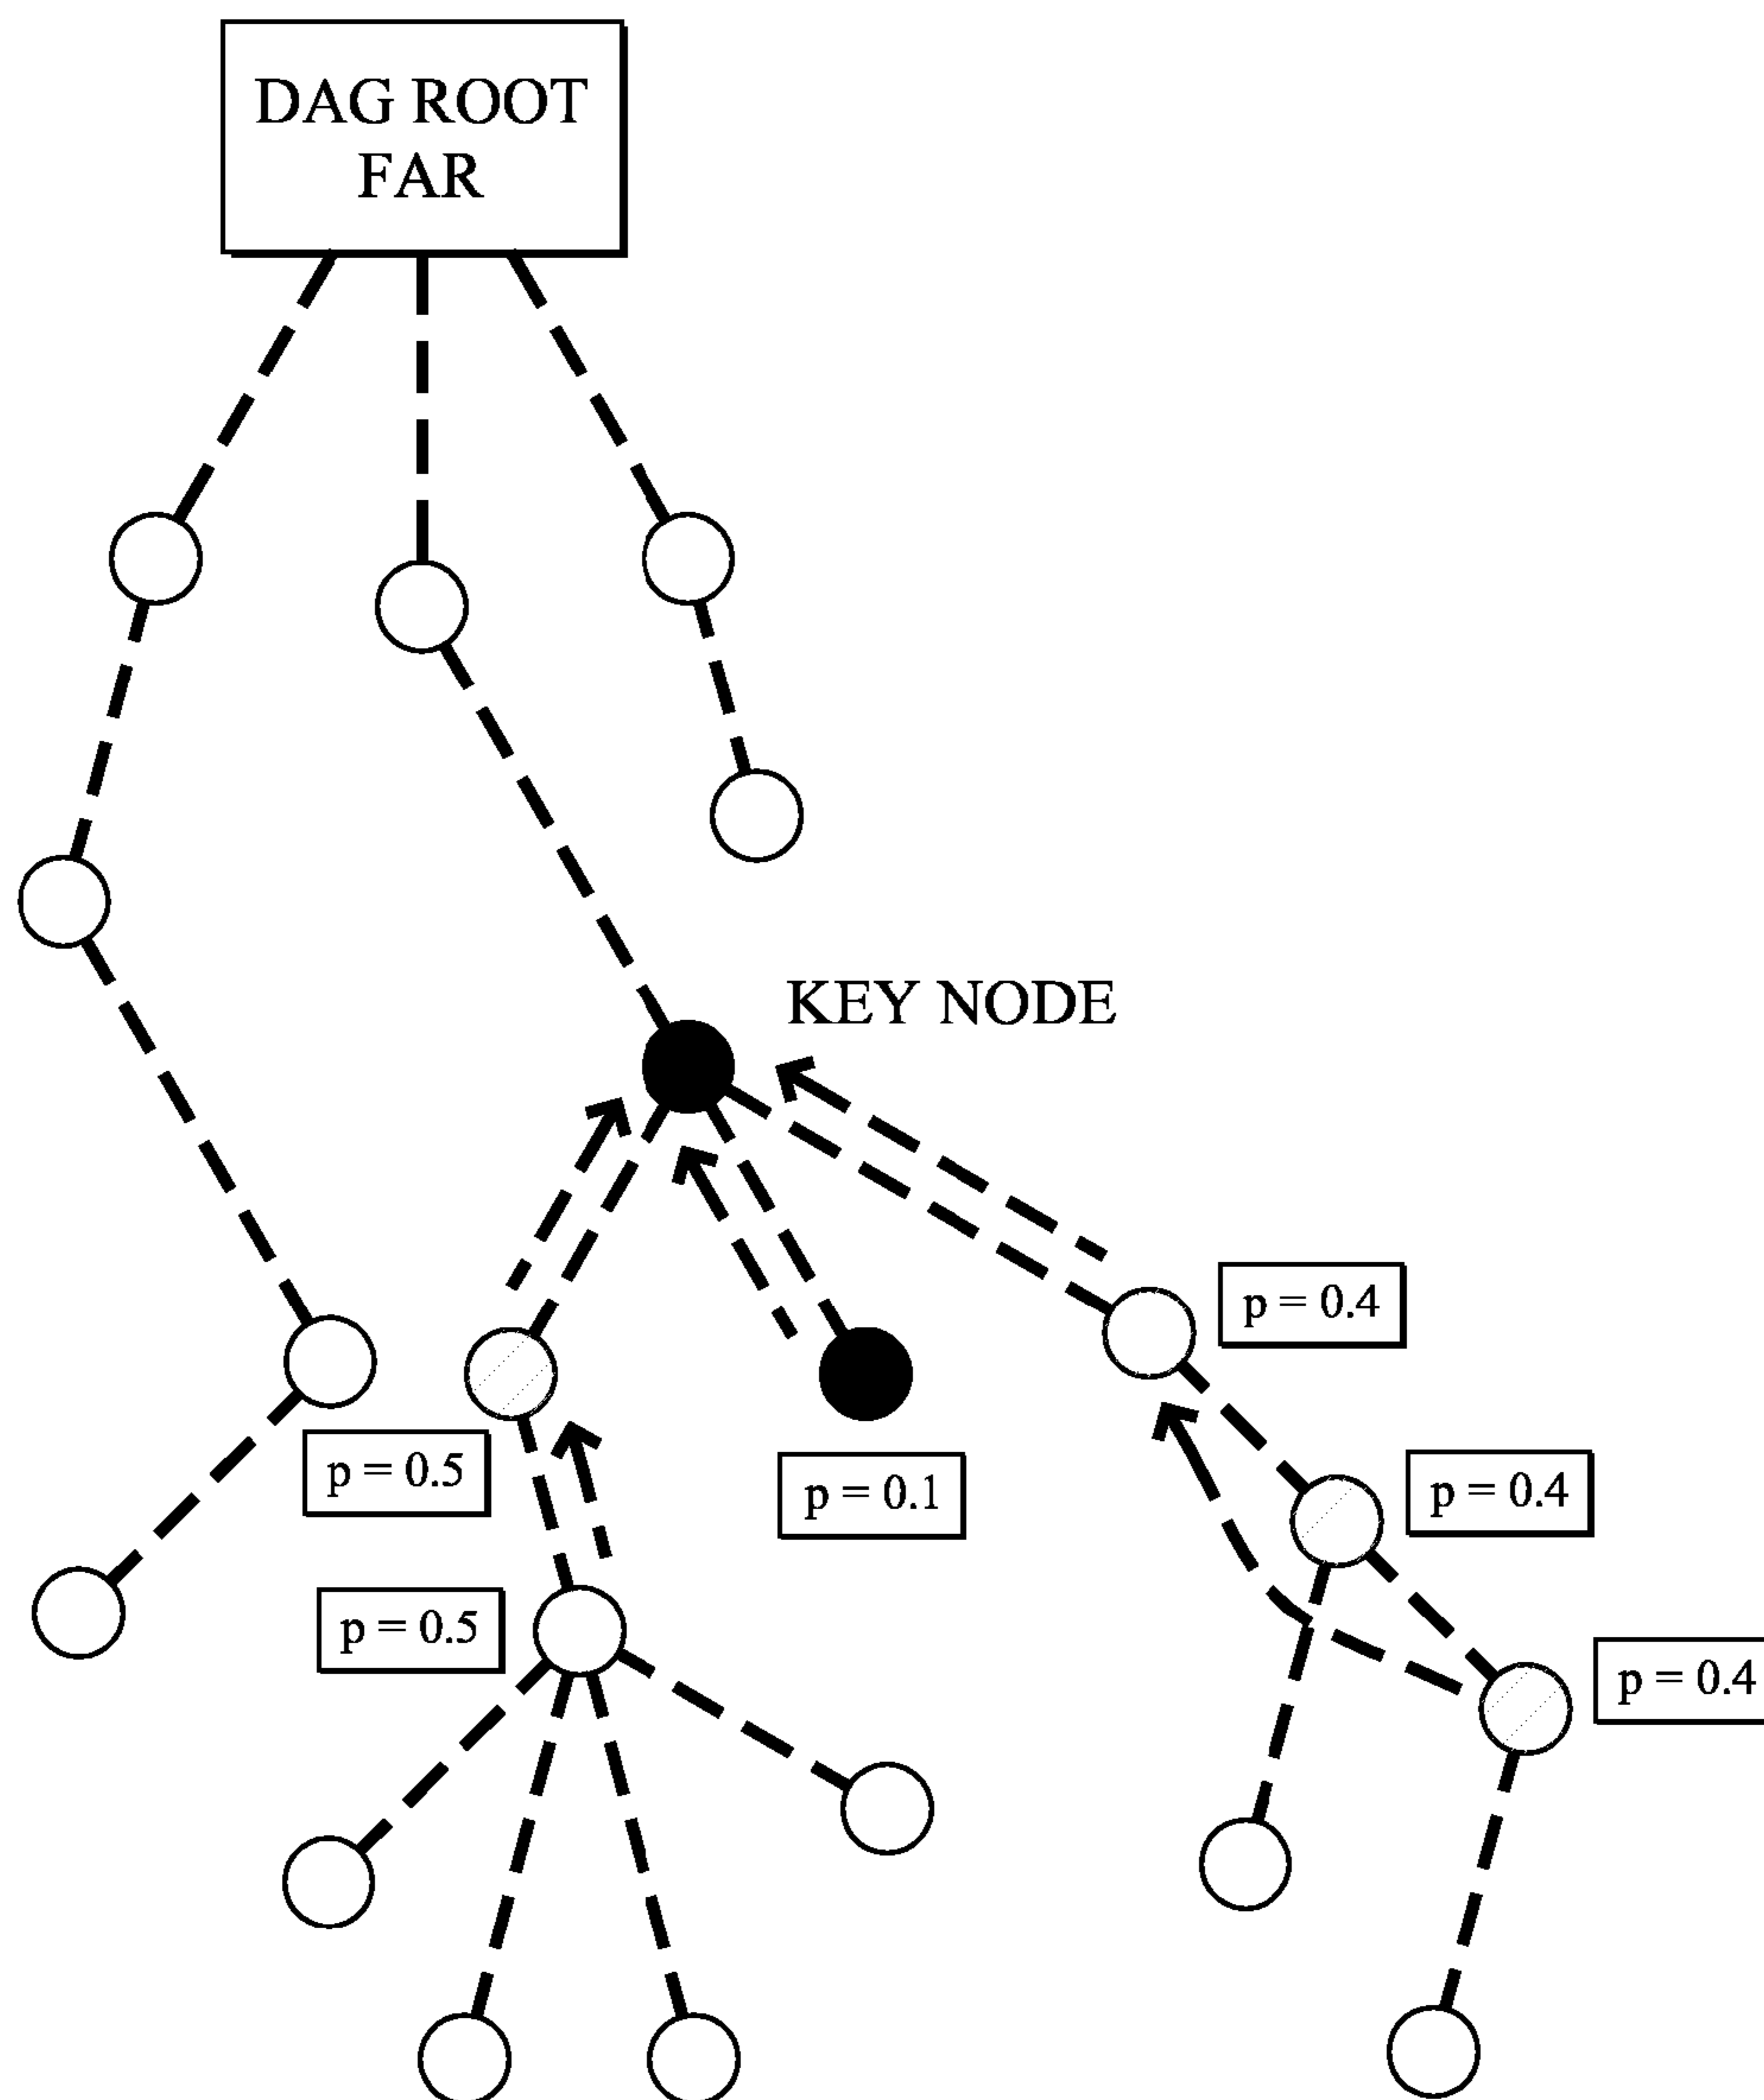 DAG ROOT
FAR
KEY NODE
p = 0.4
p = 0.5
p = 0.1
p = 0.4
p = 0.5
p = 0.4